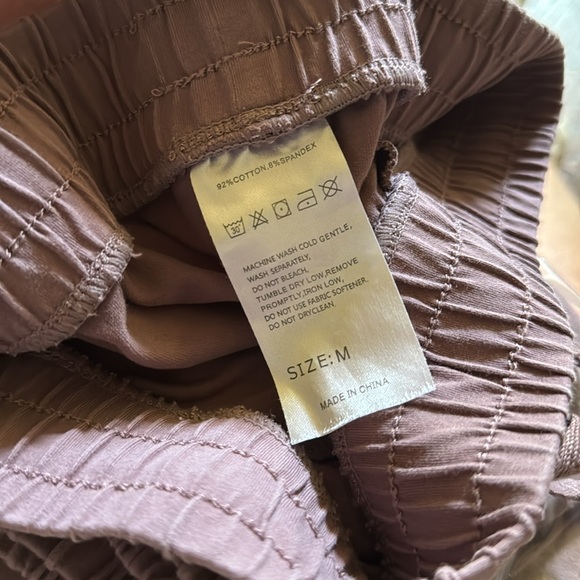 92%COTTON,8%SPANDEX
30°
MACHINE WASH COLD GENTLE,
WASH SEPARATELY,
DO NOT BLEACH.
TUMBLE DRY LOW,REMOVE
PROMPTLY,IRON LOW,
DO NOT USE FABRIC SOFTENER.
DO NOT DRYCLEAN.
SIZE: M
MADE IN CHINA